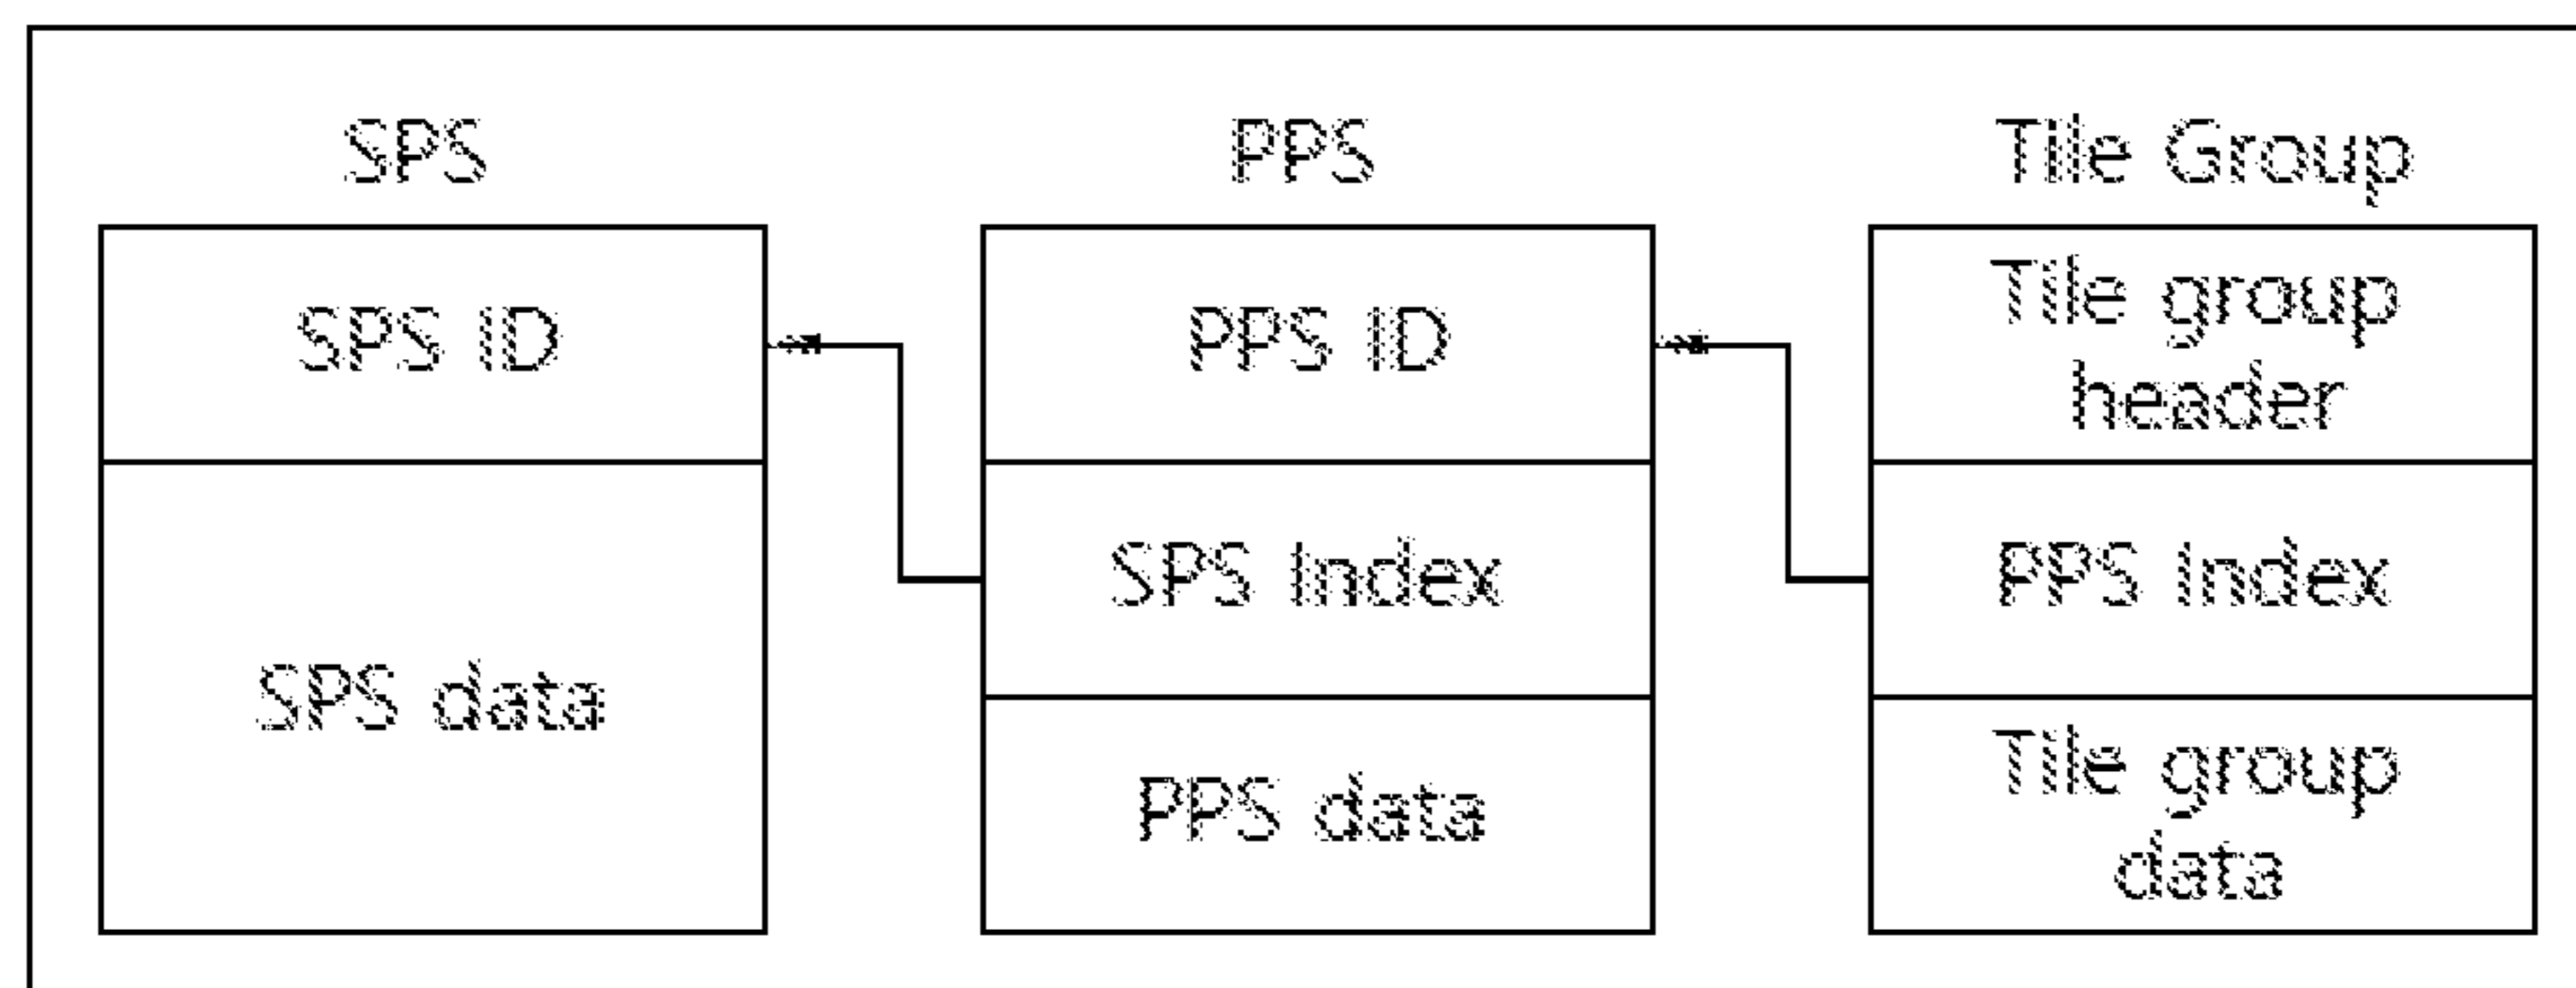 SPS
SPS ID
SPS data
PPS
PPS ID
SPS Index
PPS data
Tile Group
Tile group
header
PPS Index
Tile group
data